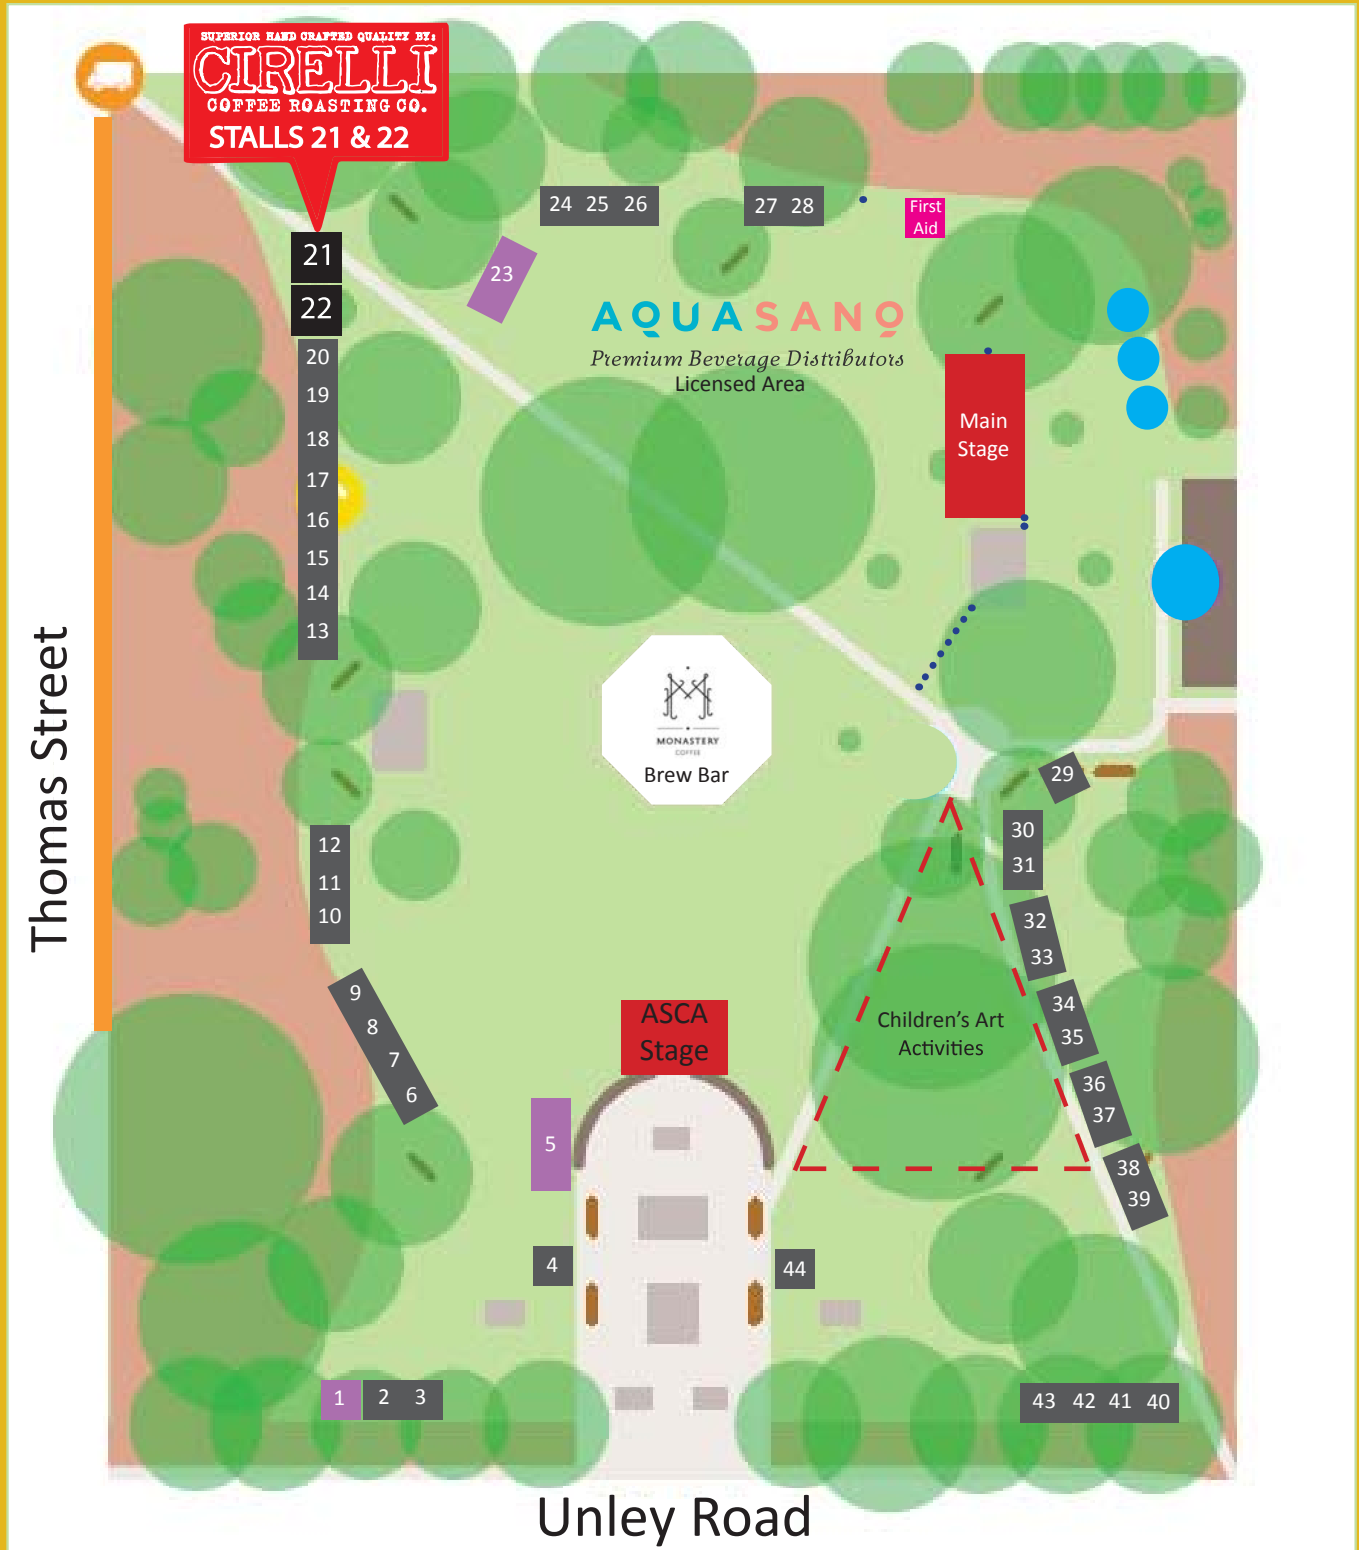 SUPERIOR HAND CRAFTED QUALITY BY:
CIRELLI
COFFEE ROASTING CO.
STALLS 21 & 22
24 25 26
27 28
First
Aid
21
23
22
AQUASANO
Premium Beverage Distributors
Licensed Area
20
19
18
17
16
15
14
13
Main
Stage
Thomas Street
M
MONASTERY
COFFEE
Brew Bar
29
30
31
32
33
34
35
36
37
38
39
12
11
10
9
8
7
6
ASCA
Stage
Children's Art
Activities
5
4
44
1 2 3
43 42 41 40
Unley Road